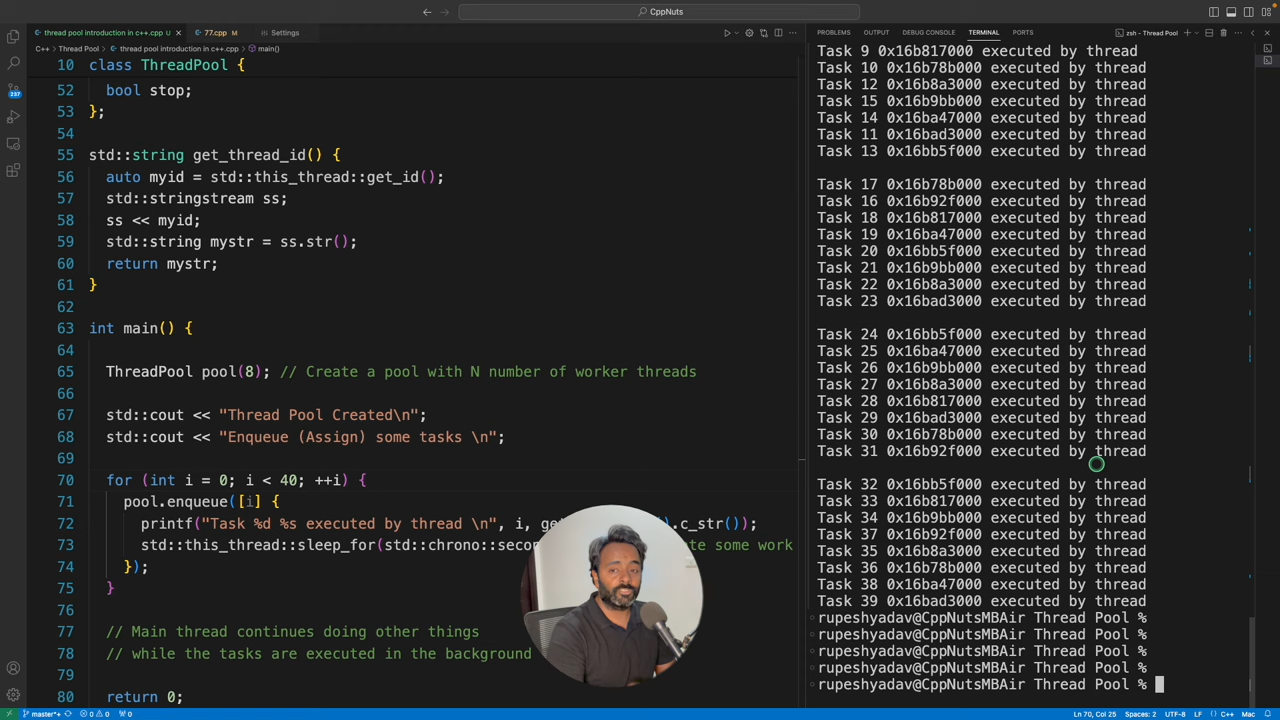 CppNuts
thread pool introduction in c++.cpp U
77.cpp M
Settings
C++ > Thread Pool > thread pool introduction in c++.cpp > main()
10 class ThreadPool {
52 bool stop;
53 };
54
55 std::string get_thread_id() {
56 auto myid = std::this_thread::get_id();
57 std::stringstream ss;
58 ss << myid;
59 std::string mystr = ss.str();
60 return mystr;
61 }
62
63 int main() {
64
65 ThreadPool pool(8); // Create a pool with N number of worker threads
66
67 std::cout << "Thread Pool Created\n";
68 std::cout << "Enqueue (Assign) some tasks \n";
69
70 for (int i = 0; i < 40; ++i) {
71 pool.enqueue([i] {
72 printf("Task %d %s executed by thread \n", i, ge ).c_str());
73 std::this_thread::sleep_for(std::chrono::secon te some work
74 });
75 }
76
77 // Main thread continues doing other things
78 // while the tasks are executed in the background
79
80 return 0;
PROBLEMS OUTPUT DEBUG CONSOLE TERMINAL PORTS
zsh - Thread Pool
Task 9 0x16b817000 executed by thread
Task 10 0x16b78b000 executed by thread
Task 12 0x16b8a3000 executed by thread
Task 15 0x16b9bb000 executed by thread
Task 14 0x16ba47000 executed by thread
Task 11 0x16bad3000 executed by thread
Task 13 0x16bb5f000 executed by thread
Task 17 0x16b78b000 executed by thread
Task 16 0x16b92f000 executed by thread
Task 18 0x16b817000 executed by thread
Task 19 0x16ba47000 executed by thread
Task 20 0x16bb5f000 executed by thread
Task 21 0x16b9bb000 executed by thread
Task 22 0x16b8a3000 executed by thread
Task 23 0x16bad3000 executed by thread
Task 24 0x16bb5f000 executed by thread
Task 25 0x16ba47000 executed by thread
Task 26 0x16b9bb000 executed by thread
Task 27 0x16b8a3000 executed by thread
Task 28 0x16b817000 executed by thread
Task 29 0x16bad3000 executed by thread
Task 30 0x16b78b000 executed by thread
Task 31 0x16b92f000 executed by thread
Task 32 0x16bb5f000 executed by thread
Task 33 0x16b817000 executed by thread
Task 34 0x16b9bb000 executed by thread
Task 37 0x16b92f000 executed by thread
Task 35 0x16b8a3000 executed by thread
Task 36 0x16b78b000 executed by thread
Task 38 0x16ba47000 executed by thread
Task 39 0x16bad3000 executed by thread
rupeshyadav@CppNutsMBAir Thread Pool %
rupeshyadav@CppNutsMBAir Thread Pool %
rupeshyadav@CppNutsMBAir Thread Pool %
rupeshyadav@CppNutsMBAir Thread Pool %
rupeshyadav@CppNutsMBAir Thread Pool %
237
master*+ 0 0 0
Ln 70, Col 25 Spaces: 2 UTF-8 LF {} C++ Mac